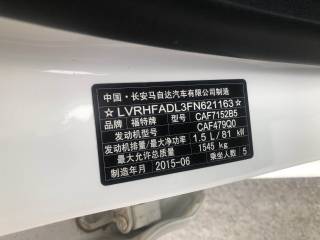 中国·长安马自达汽车有限公司制造
☆LVRHFADL3FN621163☆
品牌 福特牌 型号 CAF7152B5
发动机型号 CAF479Q0
发动机排量/最大净功率 1.5 L/81 kW
最大允许总质量 1545 kg
制造年月 2015-06 乘坐人数 5